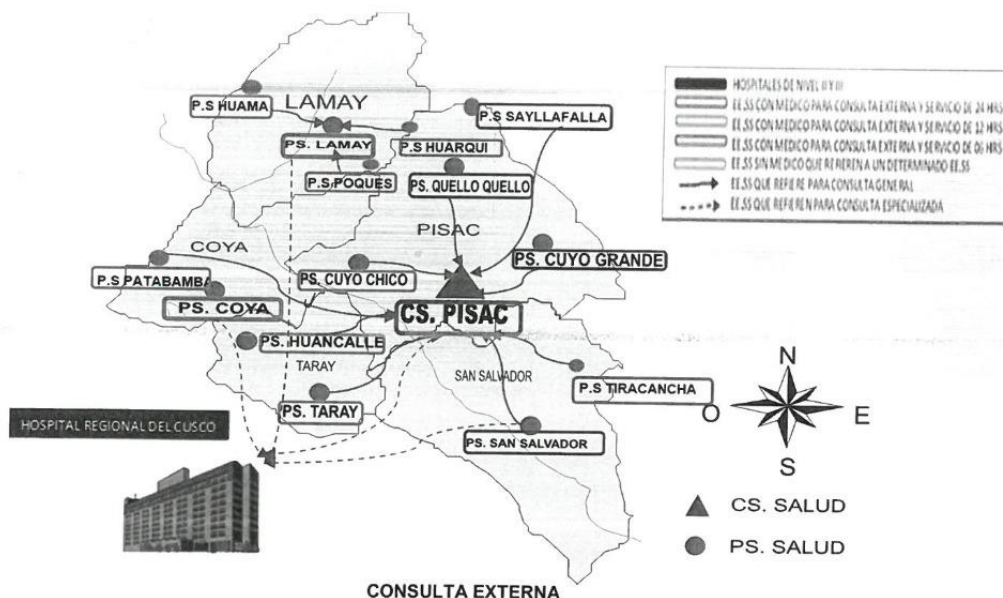 P.S HUAMA
LAMAY
PS. LAMAY
P.S HUARQUI
P.S SAYLLAFALLA
P.S POQUES
PS. QUELLO QUELLO
PISAC
COYA
P.S PATABAMBA
PS. COYA
PS. CUYO CHICO
PS. CUYO GRANDE
CS. PISAC
PS. HUANCALLE
TARAY
PS. TARAY
SAN SALVADOR
P.S TIRACANCHA
PS. SAN SALVADOR
HOSPITAL REGIONAL DEL CUSCO
HOSPITALES DE NIVEL II Y III
EE.SS CON MEDICO PARA CONSULTA EXTERNA Y SERVICIO DE 24 HRS
EE.SS CON MEDICO PARA CONSULTA EXTERNA Y SERVICIO DE 12 HRS
EE.SS CON MEDICO PARA CONSULTA EXTERNA Y SERVICIO DE 06 HRS
EE.SS SIN MEDICO QUE REFIEREN A UN DETERMINADO EE.SS
EE.SS QUE REFIERE PARA CONSULTA GENERAL
EE.SS QUE REFIEREN PARA CONSULTA ESPECIALIZADA
N
O
E
S
CS. SALUD
PS. SALUD
CONSULTA EXTERNA